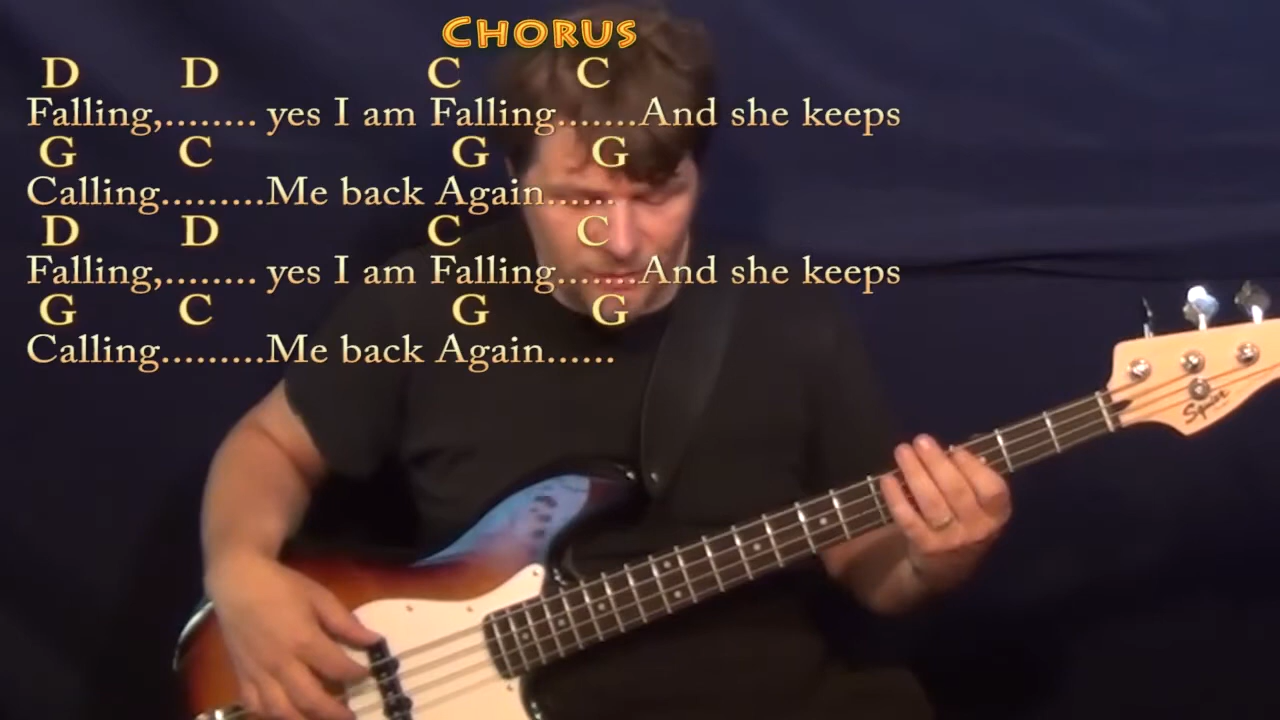 CHORUS
D D C C
Falling,........ yes I am Falling.......And she keeps
G C G G
Calling.........Me back Again......
D D C C
Falling,........ yes I am Falling.......And she keeps
G C G G
Calling.........Me back Again......
Squier